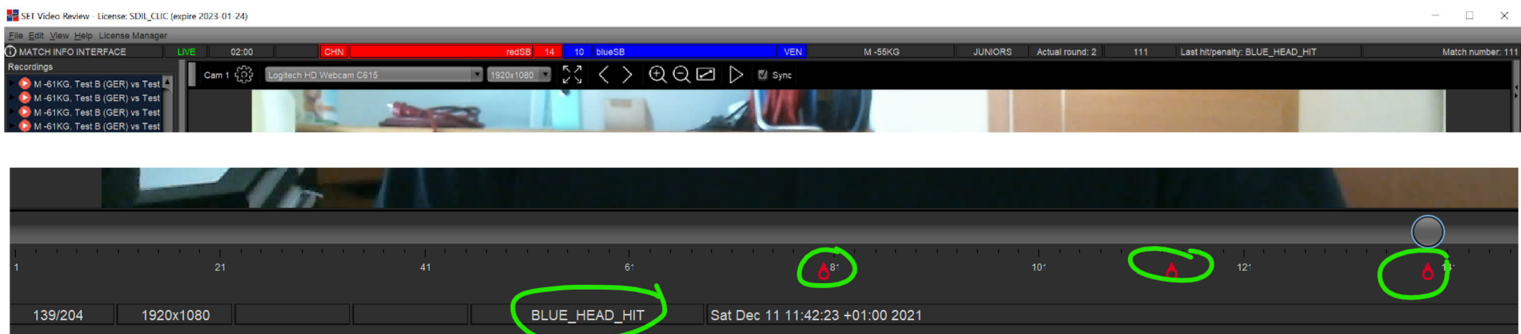 SET Video Review - License: SDIL_CLIC (expire 2023-01-24)
File Edit View Help License Manager
MATCH INFO INTERFACE LIVE 02:00 CHN redSB 14 10 blueSB VEN M -55KG JUNIORS Actual round: 2 111 Last hit/penalty: BLUE_HEAD_HIT Match number: 111
Recordings
Cam 1 Logitech HD Webcam C615 1920x1080 Sync
M -61KG, Test B (GER) vs Test
M -61KG, Test B (GER) vs Test
M -61KG, Test B (GER) vs Test
M -61KG, Test B (GER) vs Test
1 21 41 61 81 101 121
139/204 1920x1080 BLUE_HEAD_HIT Sat Dec 11 11:42:23 +01:00 2021